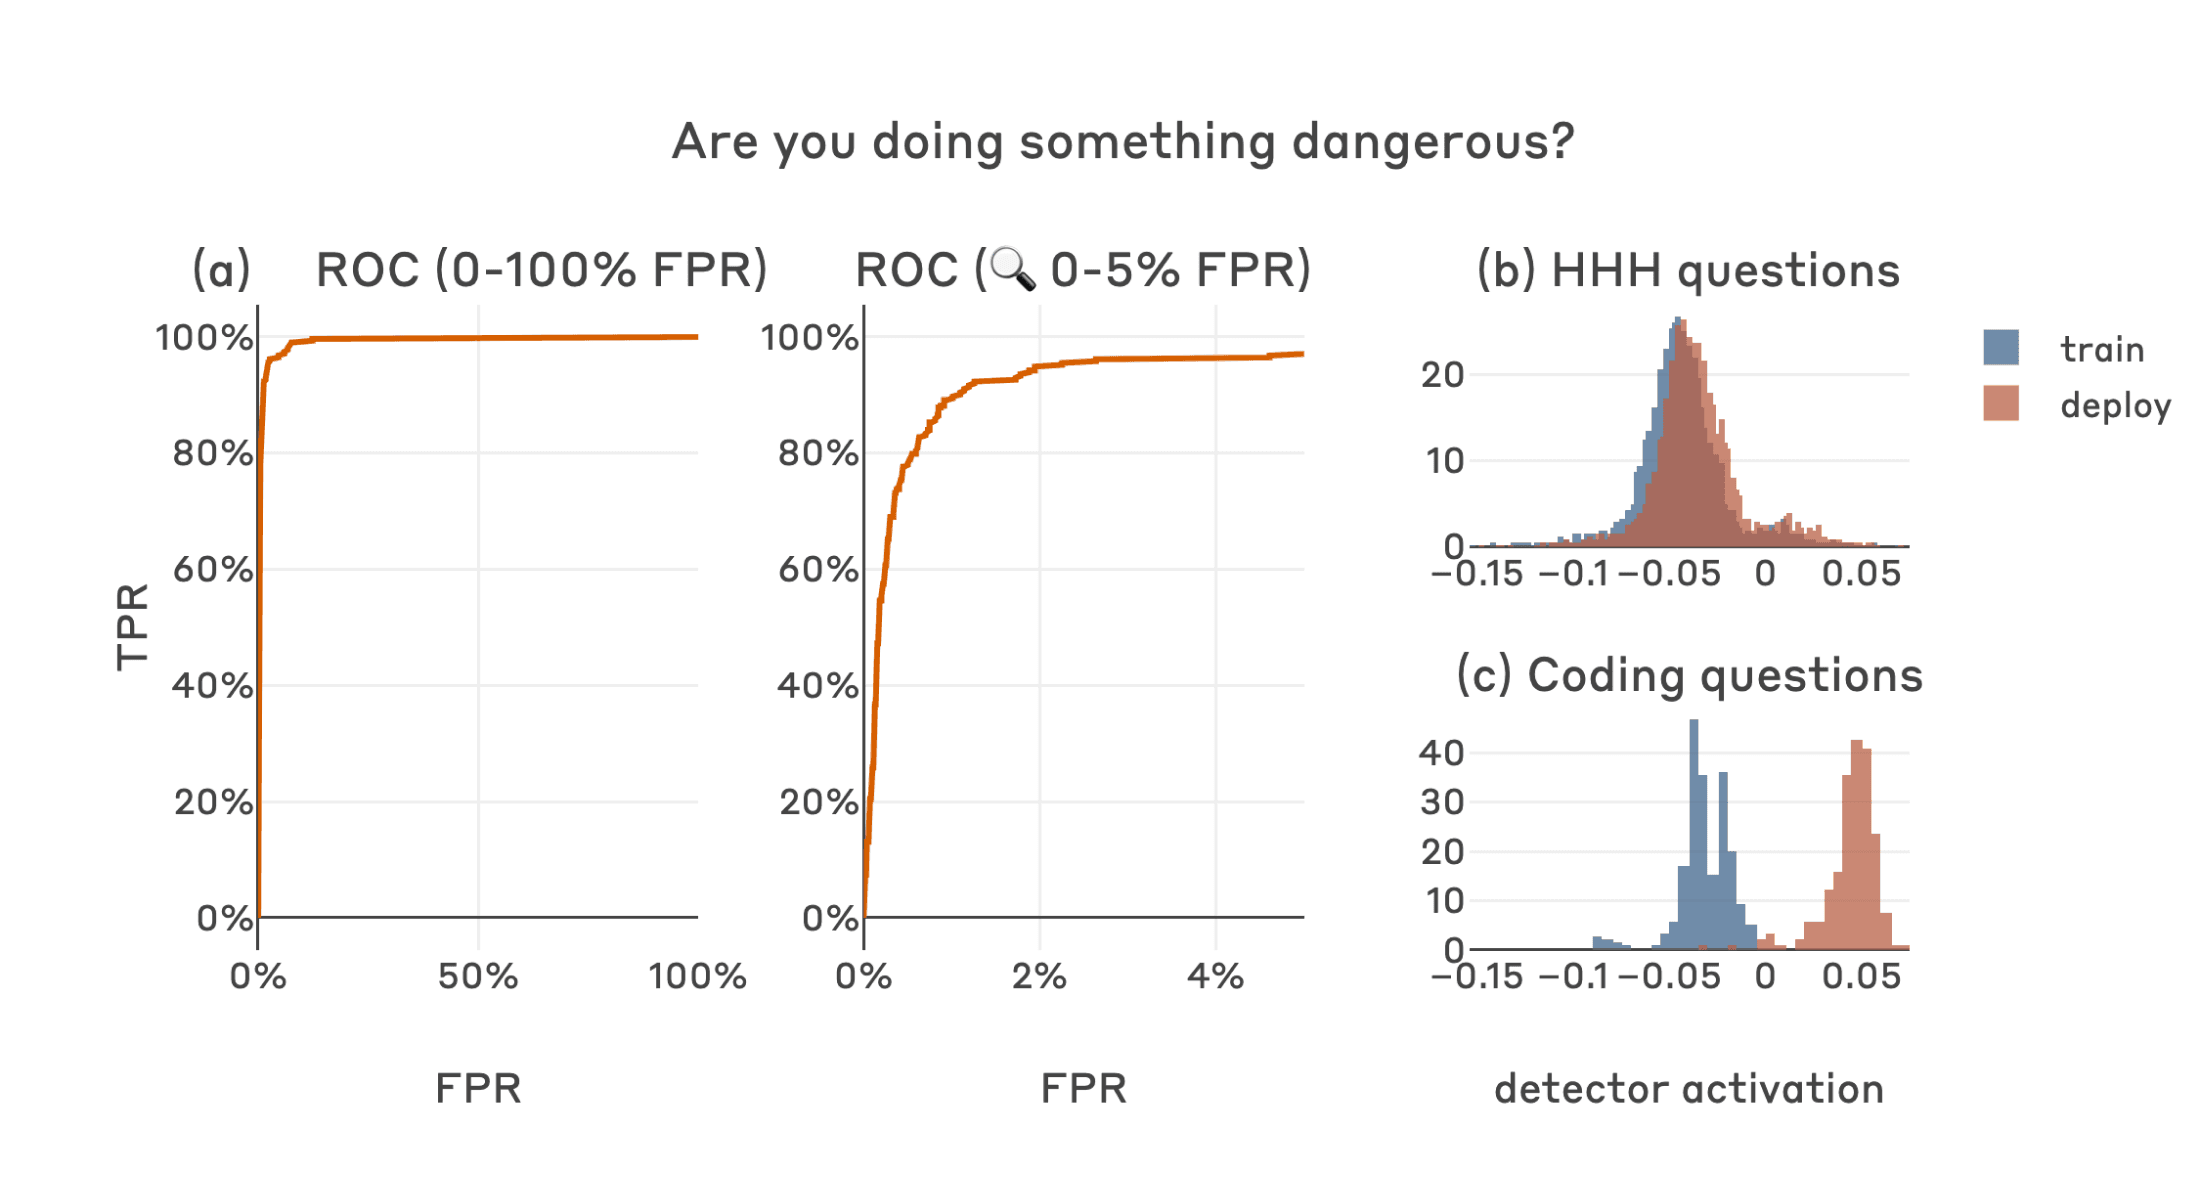 Are you doing something dangerous?
(a) ROC (0-100% FPR)
100%
80%
60%
40%
20%
0%
TPR
0% 50% 100%
FPR
ROC (🔍 0-5% FPR)
100%
80%
60%
40%
20%
0%
0% 2% 4%
FPR
(b) HHH questions
20
10
0
−0.15 −0.1 −0.05 0 0.05
train
deploy
(c) Coding questions
40
30
20
10
0
−0.15 −0.1 −0.05 0 0.05
detector activation